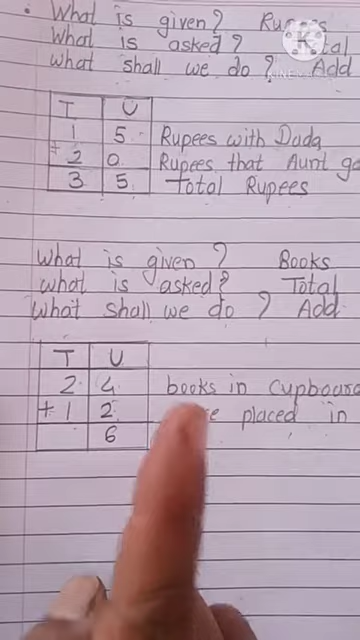 What is given? Rupees
What is asked? Total
What shall we do? Add
T U
1 5 Rupees with Dada
+ 2 0 Rupees that Aunt
3 5 Total Rupees
What is given? Books
What is asked? Total
What shall we do? Add
T U
2 4 books in Cupboard
+ 1 2 placed in
6